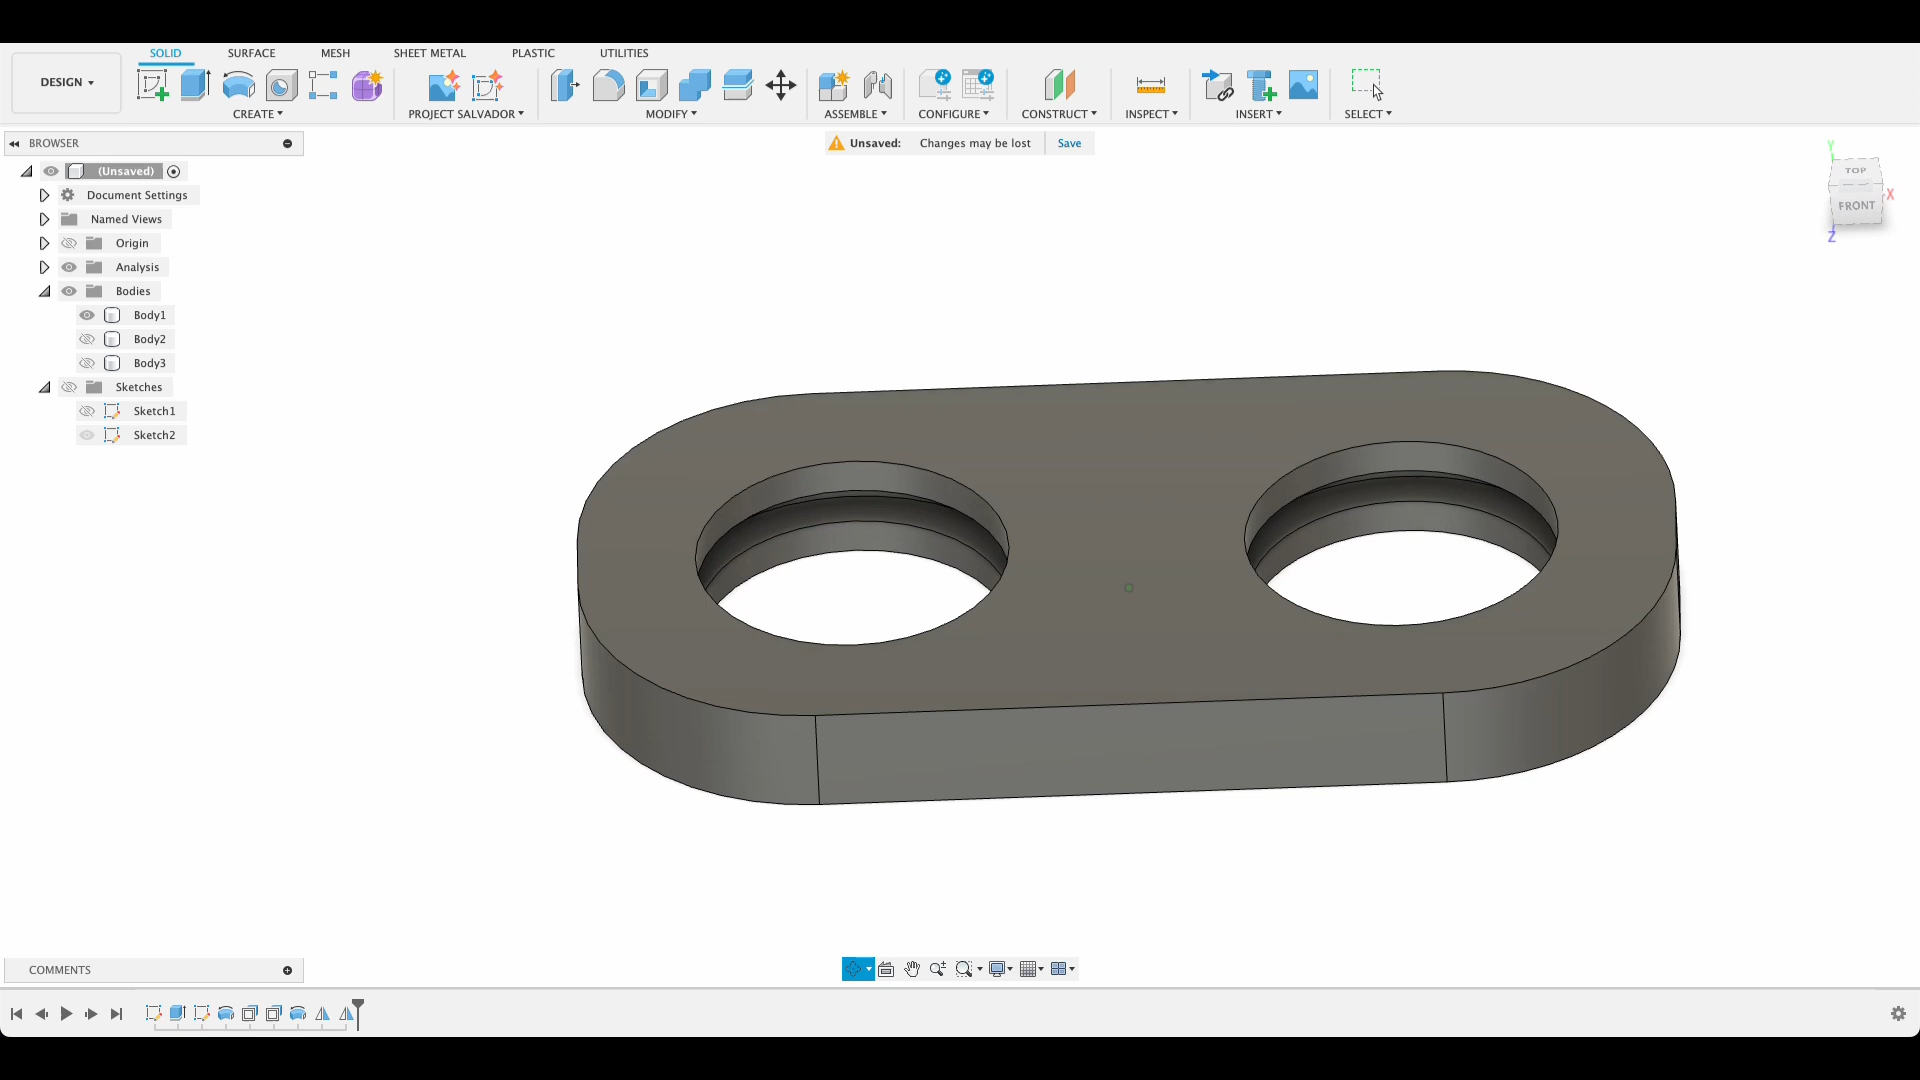 SOLID SURFACE MESH SHEET METAL PLASTIC UTILITIES
DESIGN
CREATE PROJECT SALVADOR MODIFY ASSEMBLE CONFIGURE CONSTRUCT INSPECT INSERT SELECT
BROWSER
Unsaved: Changes may be lost Save
(Unsaved)
Document Settings
Named Views
Origin
Analysis
Bodies
Body1
Body2
Body3
Sketches
Sketch1
Sketch2
Y
TOP
X
FRONT
Z
COMMENTS